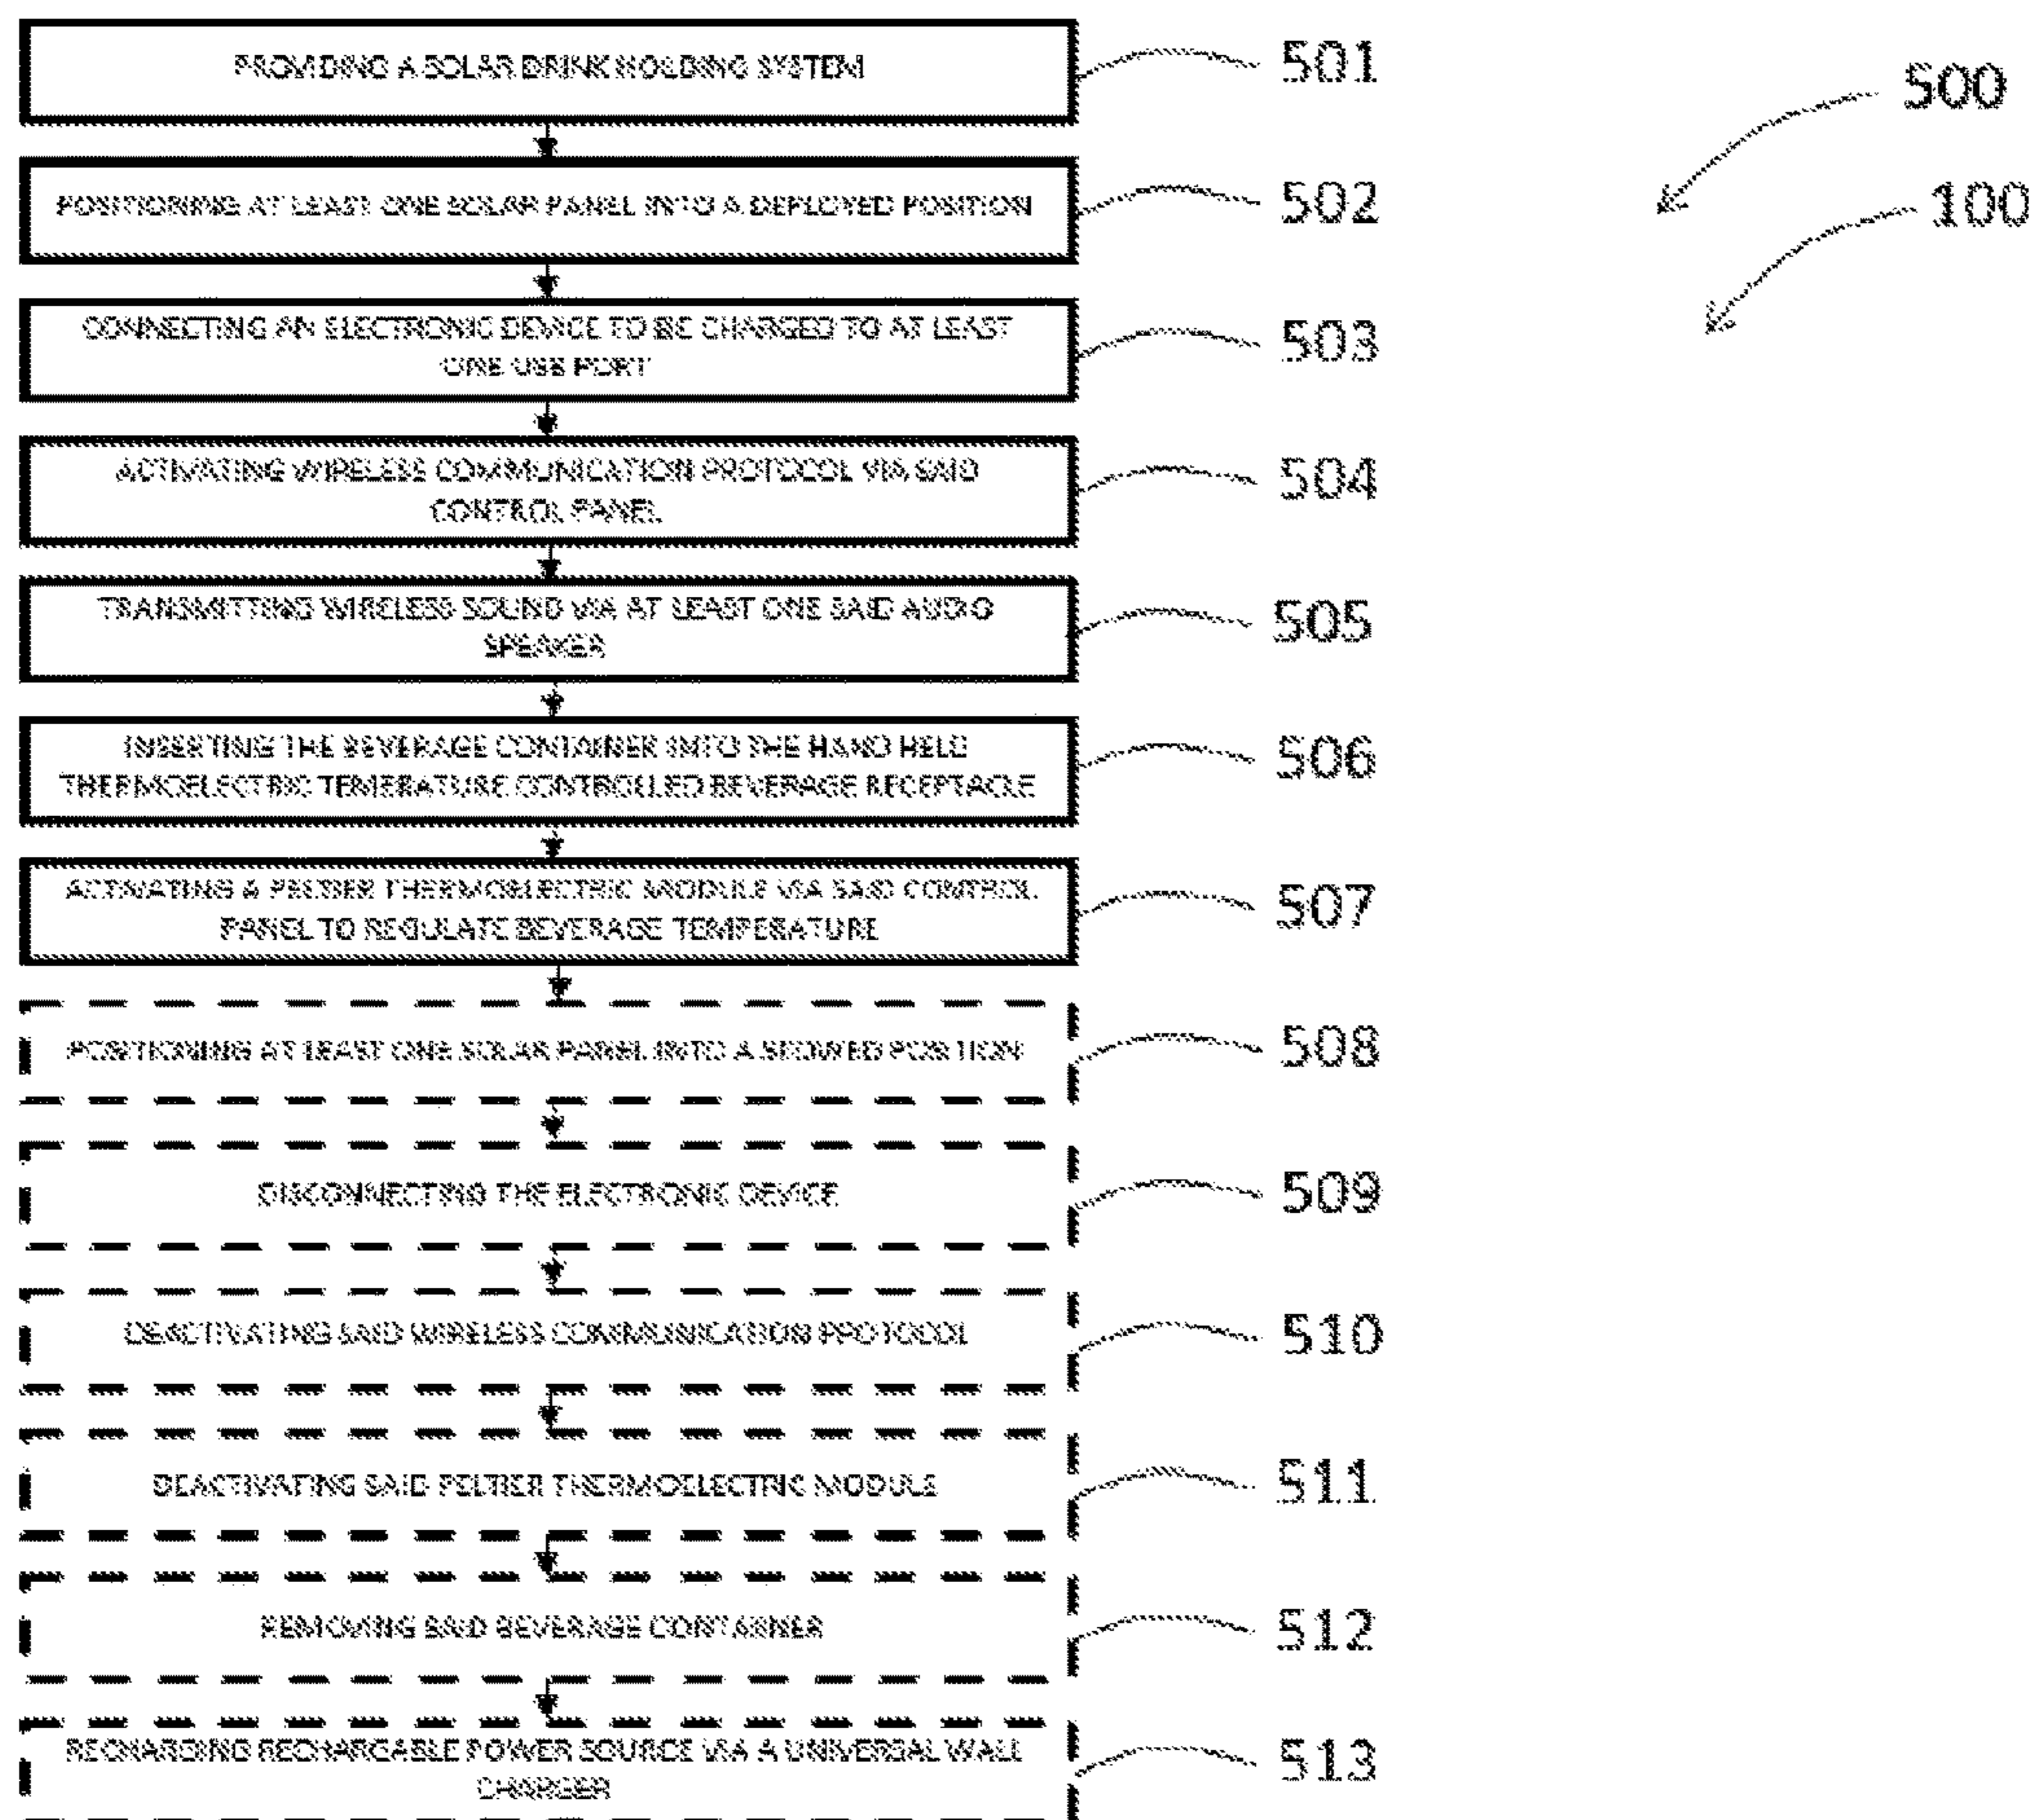 PROVIDING A SOLAR DRINK HOLDING SYSTEM
501
500
POSITIONING AT LEAST ONE SOLAR PANEL INTO A DEPLOYED POSITION
502
100
CONNECTING AN ELECTRONIC DEVICE TO BE CHARGED TO AT LEAST
ONE USB PORT
503
ACTIVATING WIRELESS COMMUNICATION PROTOCOL VIA SAID
CONTROL PANEL
504
TRANSMITTING WIRELESS SOUND VIA AT LEAST ONE SAID AUDIO
SPEAKER
505
INSERTING THE BEVERAGE CONTAINER INTO THE HAND HELD
THERMOELECTRIC TEMERATURE CONTROLLED BEVERAGE RECEPTACLE
506
ACTIVATING A PELTIER THERMOELECTRIC MODULE VIA SAID CONTROL
PANEL TO REGULATE BEVERAGE TEMPERATURE
507
POSITIONING AT LEAST ONE SOLAR PANEL INTO A STOWED POSITION
508
DISCONNECTING THE ELECTRONIC DEVICE
509
DEACTIVATING SAID WIRELESS COMMUNICATION PROTOCOL
510
DEACTIVATING SAID PELTIER THERMOELECTRIC MODULE
511
REMOVING SAID BEVERAGE CONTAINER
512
RECHARGING RECHARGABLE POWER SOURCE VIA A UNIVERSAL WALL
CHARGER
513